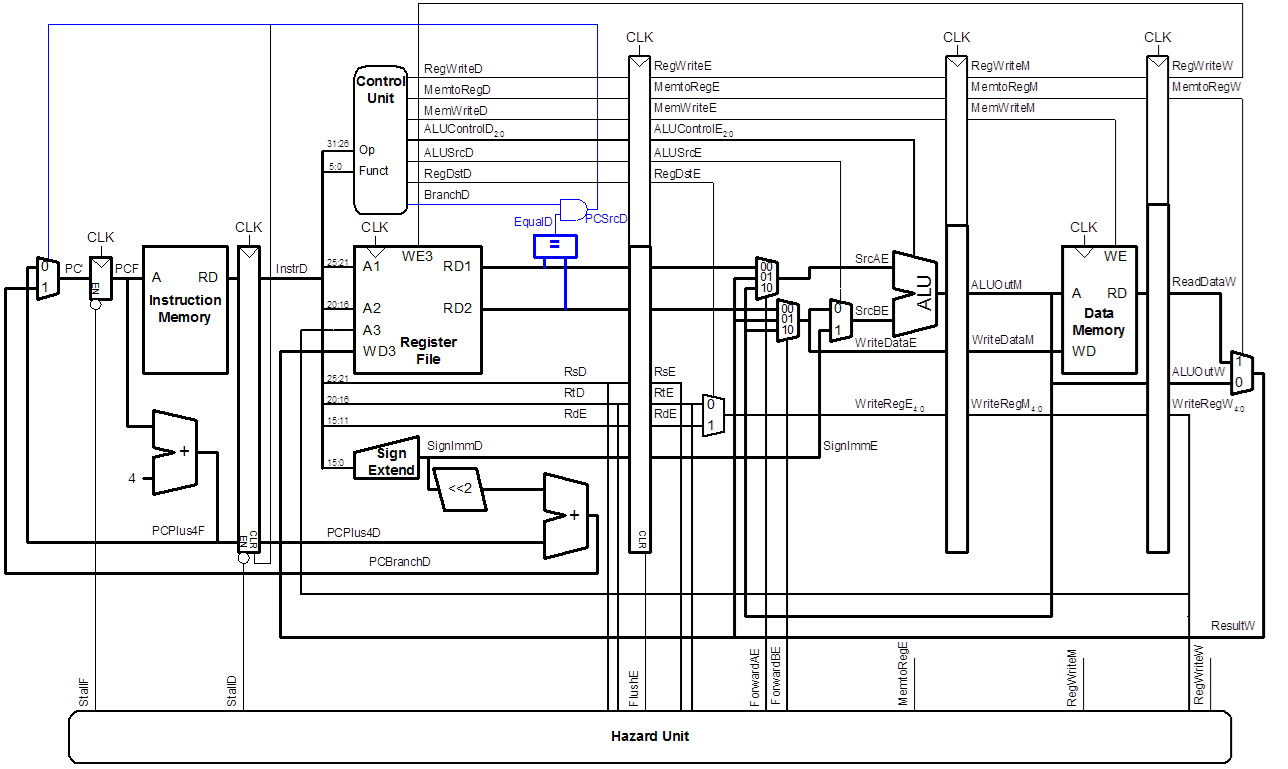 CLK
CLK
CLK
RegWriteD
RegWriteE
RegWriteM
RegWriteW
Control
Unit
MemtoRegD
MemtoRegE
MemtoRegM
MemtoRegW
MemWriteD
MemWriteE
MemWriteM
ALUControlD2:0
ALUControlE2:0
31:26
Op
ALUSrcD
ALUSrcE
5:0
Funct
RegDstD
RegDstE
BranchD
EqualD
PCSrcD
CLK
CLK
CLK
CLK
=
WE3
WE
0
1
PC'
PCF
EN
A
RD
Instruction
Memory
InstrD
25:21
A1
RD1
00
01
10
SrcAE
ALU
ALUOutM
A
RD
ReadDataW
20:16
A2
RD2
00
01
10
0
1
SrcBE
Data
Memory
A3
Register
File
WD3
WriteDataE
WriteDataM
WD
1
0
25:21
RsD
RsE
ALUOutW
20:16
RtD
RtE
0
1
WriteRegE4:0
WriteRegM4:0
WriteRegW4:0
15:11
RdE
RdE
15:0
Sign
Extend
SignImmD
SignImmE
+
4
<<2
+
PCPlus4F
EN
CLR
PCPlus4D
CLR
PCBranchD
ResultW
StallF
StallD
FlushE
ForwardAE
ForwardBE
MemtoRegE
RegWriteM
RegWriteW
Hazard Unit